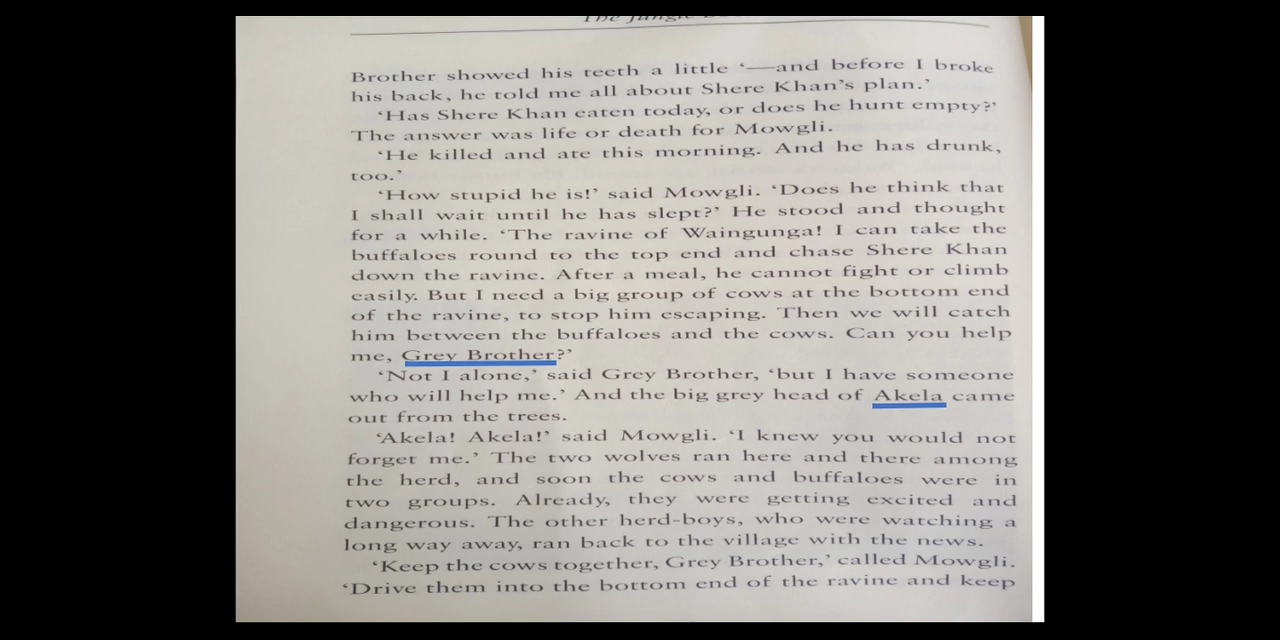 The Jungle
Brother showed his teeth a little ‘—and before I broke
his back, he told me all about Shere Khan’s plan.’
‘Has Shere Khan eaten today, or does he hunt empty?’
The answer was life or death for Mowgli.
‘He killed and ate this morning. And he has drunk,
too.’
‘How stupid he is!’ said Mowgli. ‘Does he think that
I shall wait until he has slept?’ He stood and thought
for a while. ‘The ravine of Waingunga! I can take the
buffaloes round to the top end and chase Shere Khan
down the ravine. After a meal, he cannot fight or climb
easily. But I need a big group of cows at the bottom end
of the ravine, to stop him escaping. Then we will catch
him between the buffaloes and the cows. Can you help
me, Grey Brother?’
‘Not I alone,’ said Grey Brother, ‘but I have someone
who will help me.’ And the big grey head of Akela came
out from the trees.
‘Akela! Akela!’ said Mowgli. ‘I knew you would not
forget me.’ The two wolves ran here and there among
the herd, and soon the cows and buffaloes were in
two groups. Already, they were getting excited and
dangerous. The other herd-boys, who were watching a
long way away, ran back to the village with the news.
‘Keep the cows together, Grey Brother,’ called Mowgli.
‘Drive them into the bottom end of the ravine and keep